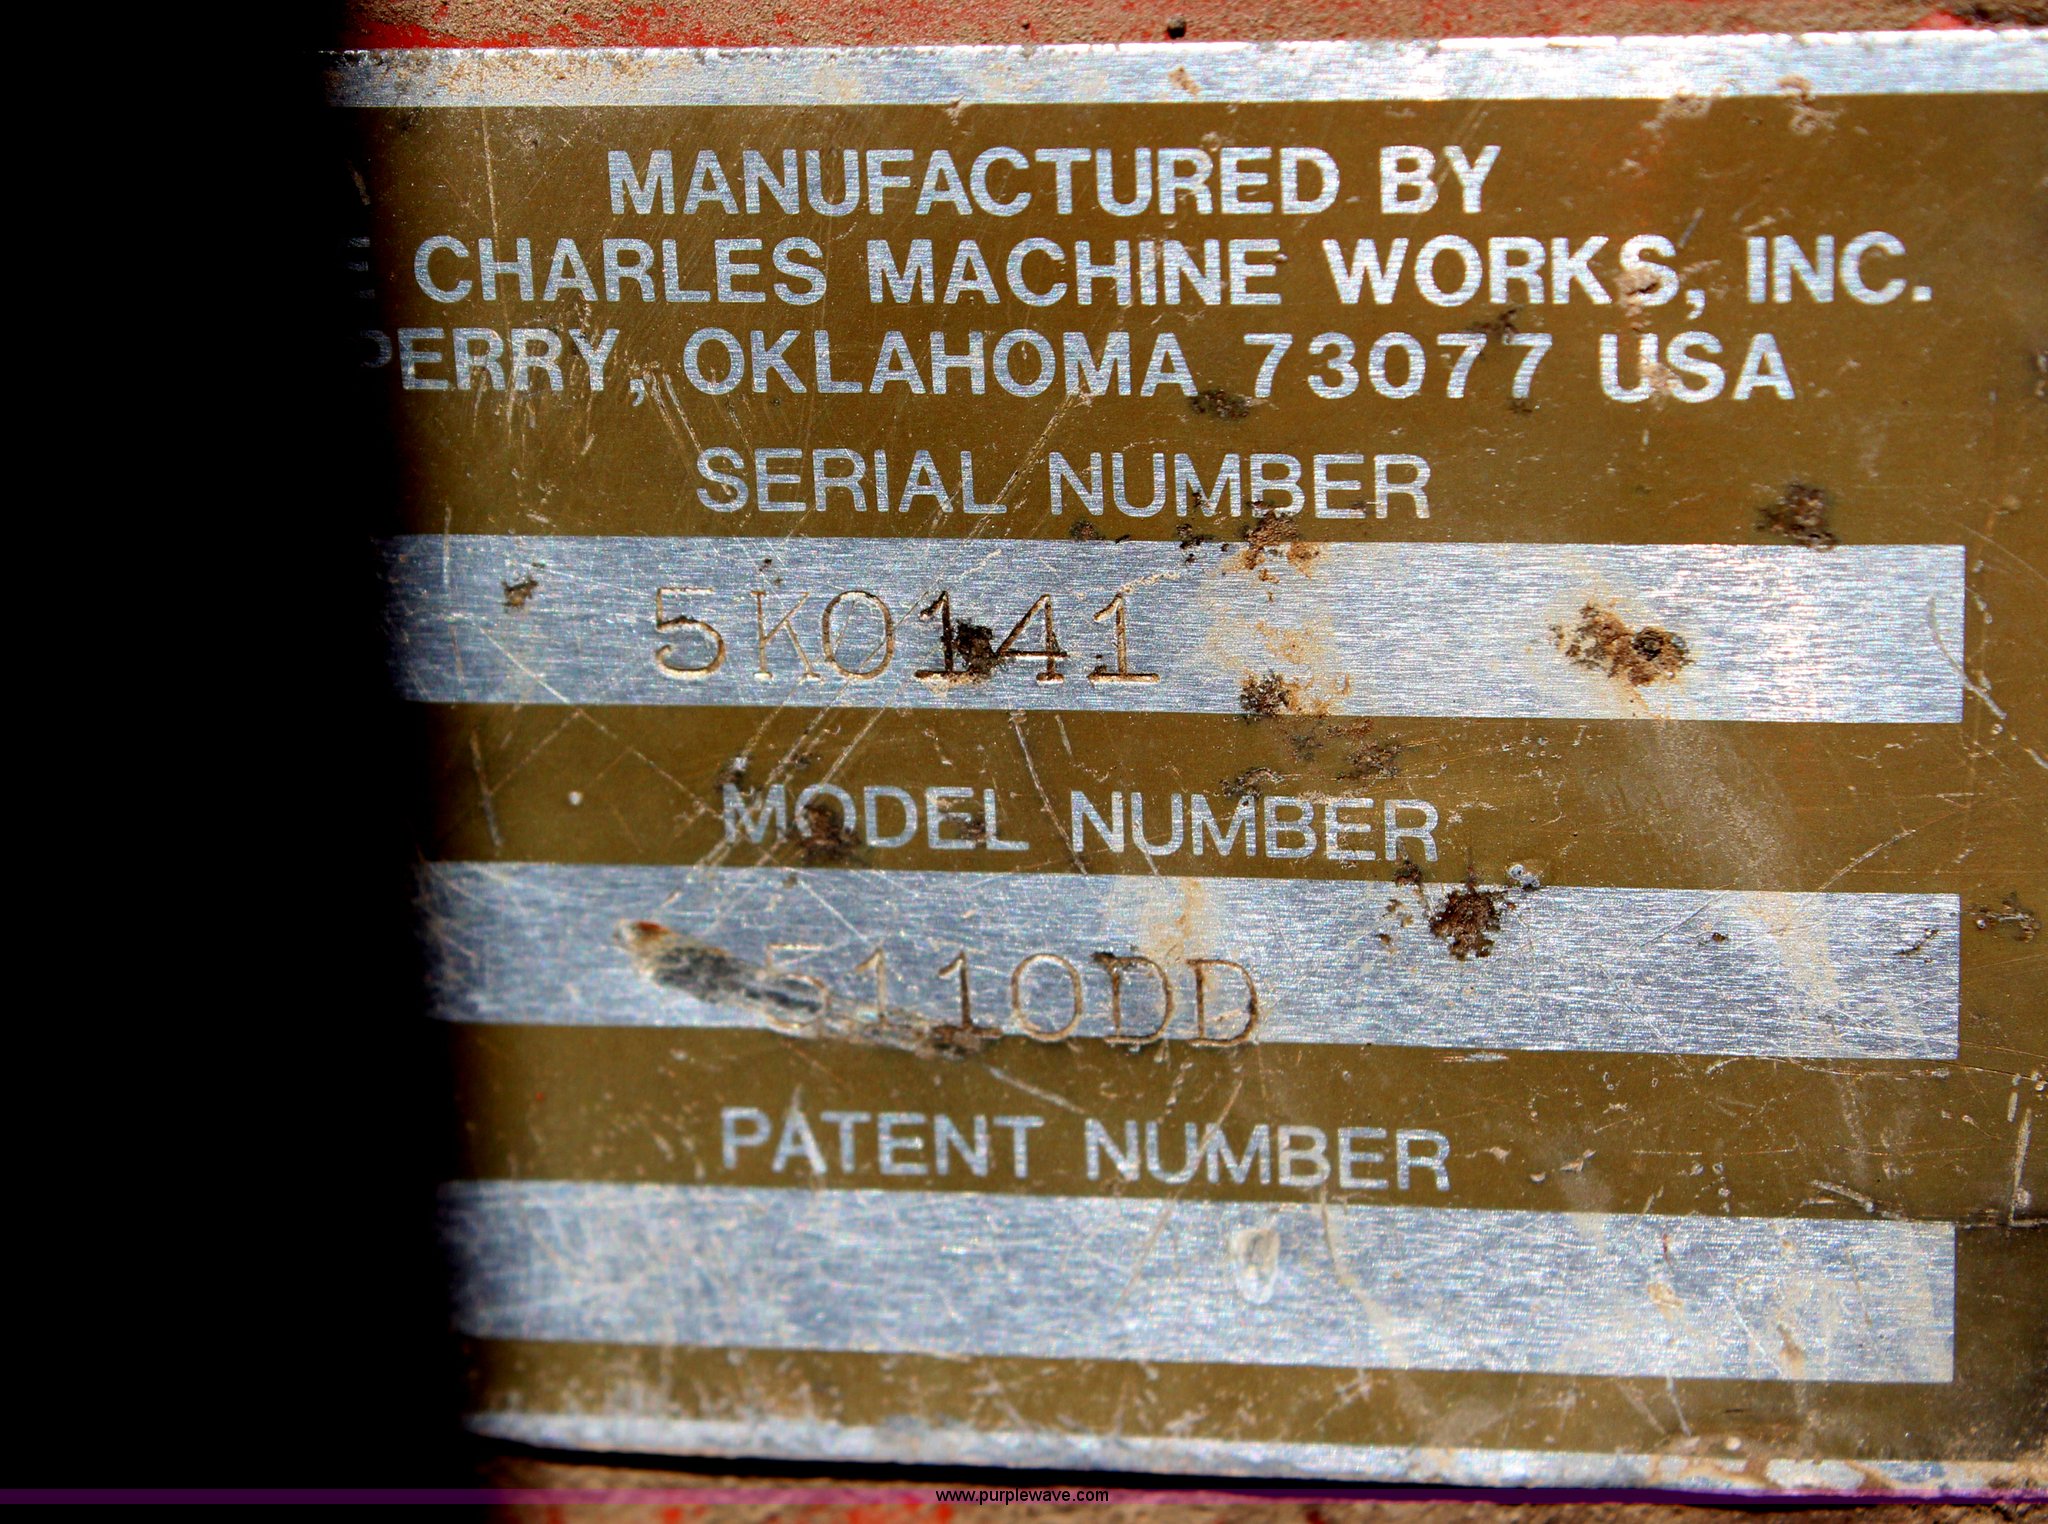 MANUFACTURED BY
CHARLES MACHINE WORKS, INC.
PERRY, OKLAHOMA 73077 USA
SERIAL NUMBER
5K0141
MODEL NUMBER
5110DD
PATENT NUMBER
www.purplewave.com